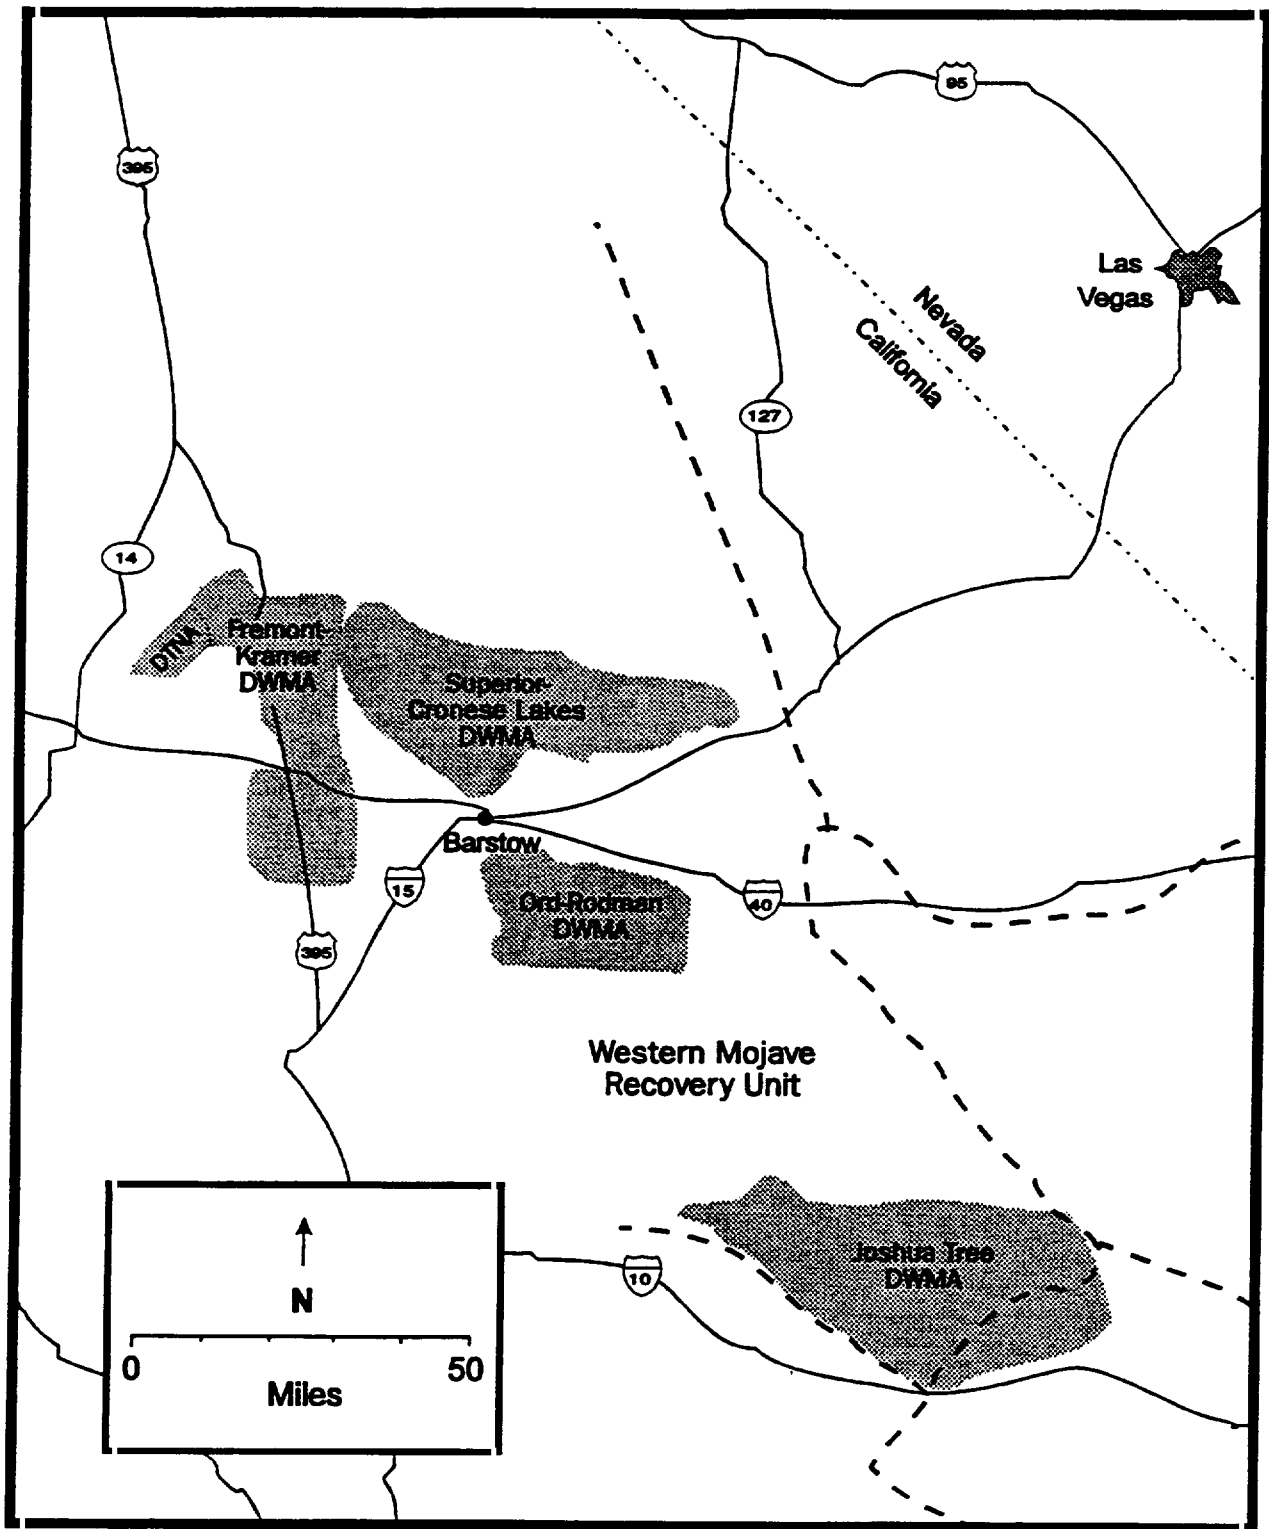 95
395
Las
Vegas
Nevada
California
127
14
DTNA
Fremont-
Kramer
DWMA
Superior-
Cronese Lakes
DWMA
Barstow
15
40
Ord-Rodman
DWMA
395
Western Mojave
Recovery Unit
Joshua Tree
DWMA
10
N
0
50
Miles